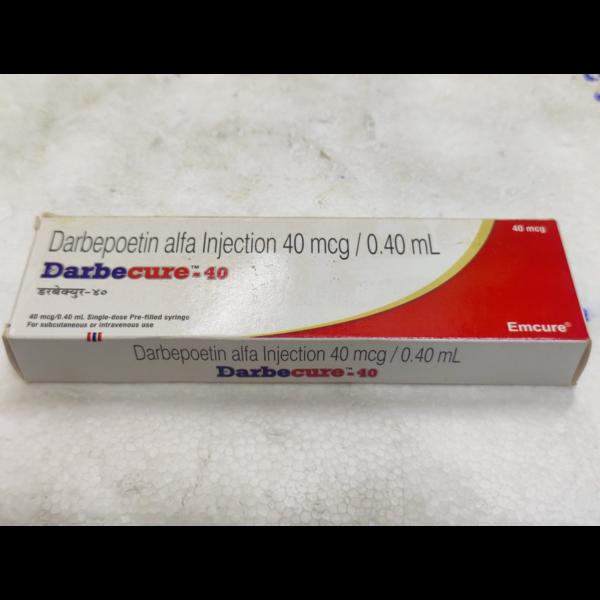 40 mcg
Darbepoetin alfa Injection 40 mcg / 0.40 mL
Darbecure™-40
डरबेक्युर-४०
40 mcg/0.40 mL Single-dose Pre-filled syringe
For subcutaneous or intravenous use
Emcure®
Darbepoetin alfa Injection 40 mcg / 0.40 mL
Darbecure™-40